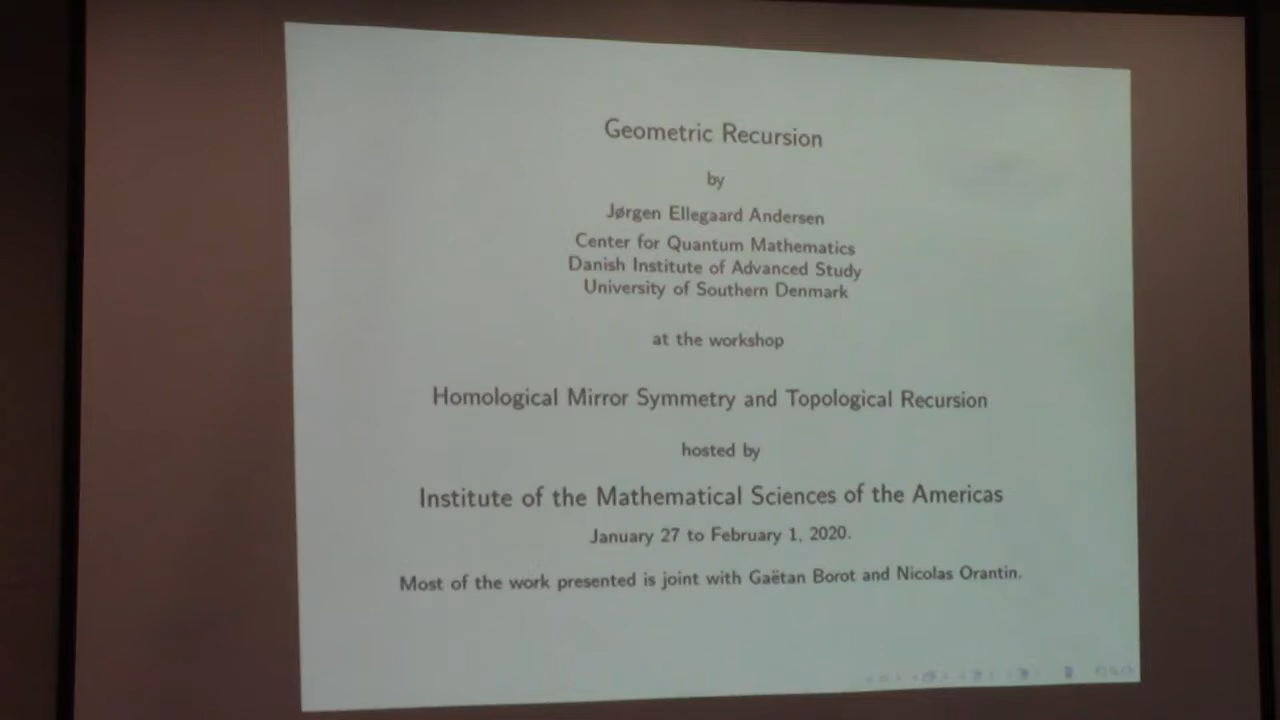 Geometric Recursion
by
Jørgen Ellegaard Andersen
Center for Quantum Mathematics
Danish Institute of Advanced Study
University of Southern Denmark
at the workshop
Homological Mirror Symmetry and Topological Recursion
hosted by
Institute of the Mathematical Sciences of the Americas
January 27 to February 1, 2020.
Most of the work presented is joint with Gaëtan Borot and Nicolas Orantin.